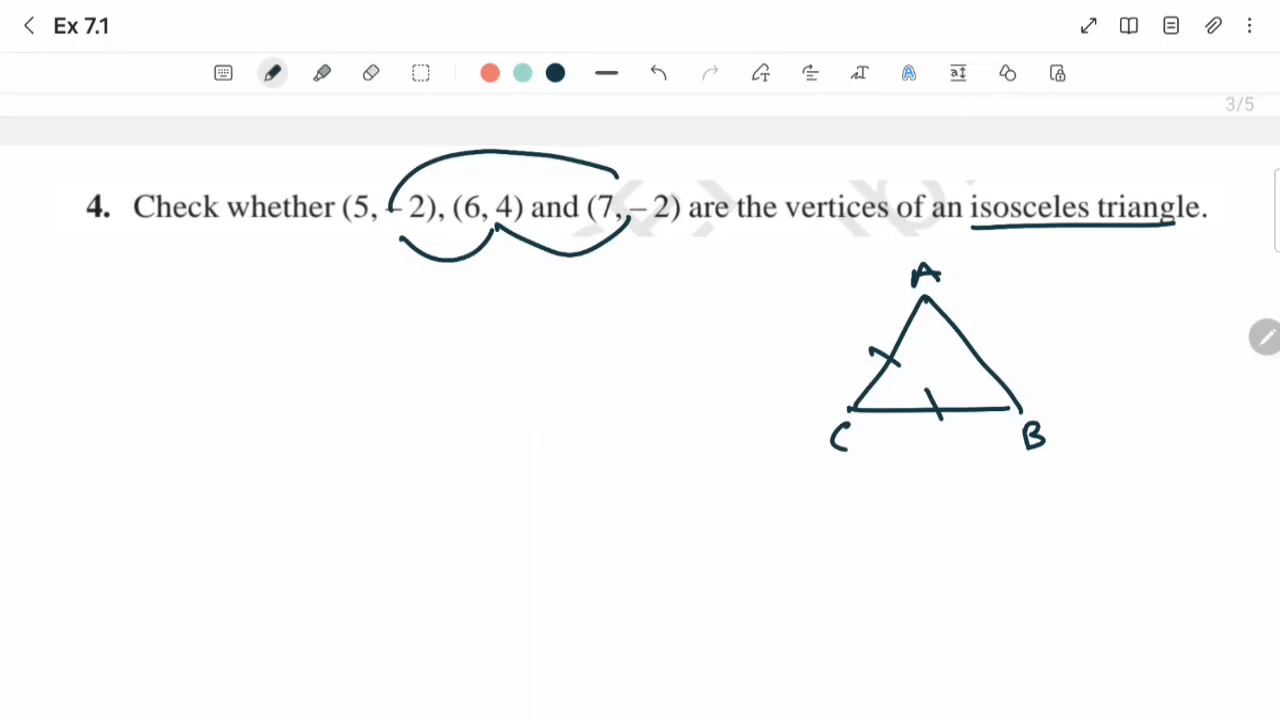 Ex 7.1
3/5
4. Check whether (5, – 2), (6, 4) and (7, – 2) are the vertices of an isosceles triangle.
A
C
B